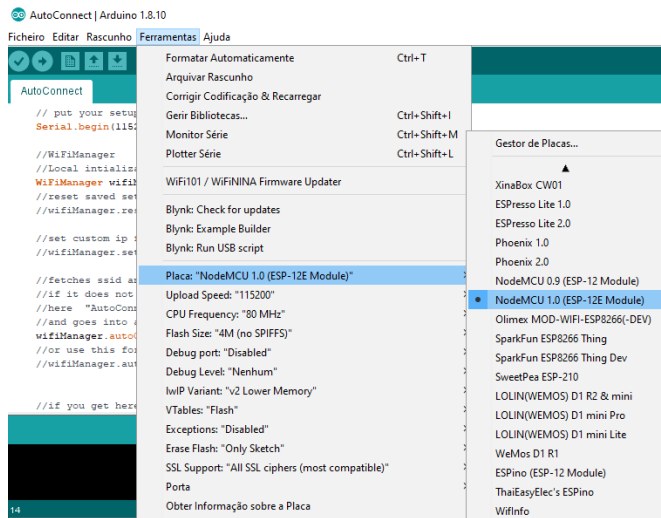 AutoConnect | Arduino 1.8.10
Ficheiro Editar Rascunho Ferramentas Ajuda
AutoConnect
// put your setup
Serial.begin(1152
//WiFiManager
//Local intializa
WiFiManager wifiM
//reset saved set
//wifiManager.res
//set custom ip f
//wifiManager.set
//fetches ssid an
//if it does not
//here "AutoConn
//and goes into a
wifiManager.autoC
//or use this for
//wifiManager.aut
//if you get here
14
Formatar Automaticamente Ctrl+T
Arquivar Rascunho
Corrigir Codificação & Recarregar
Gerir Bibliotecas... Ctrl+Shift+I
Monitor Série Ctrl+Shift+M
Plotter Série Ctrl+Shift+L
WiFi101 / WiFiNINA Firmware Updater
Blynk: Check for updates
Blynk: Example Builder
Blynk: Run USB script
Placa: "NodeMCU 1.0 (ESP-12E Module)"
Upload Speed: "115200"
CPU Frequency: "80 MHz"
Flash Size: "4M (no SPIFFS)"
Debug port: "Disabled"
Debug Level: "Nenhum"
IwIP Variant: "v2 Lower Memory"
VTables: "Flash"
Exceptions: "Disabled"
Erase Flash: "Only Sketch"
SSL Support: "All SSL ciphers (most compatible)"
Porta
Obter Informação sobre a Placa
Gestor de Placas...
XinaBox CW01
ESPresso Lite 1.0
ESPresso Lite 2.0
Phoenix 1.0
Phoenix 2.0
NodeMCU 0.9 (ESP-12 Module)
NodeMCU 1.0 (ESP-12E Module)
Olimex MOD-WIFI-ESP8266(-DEV)
SparkFun ESP8266 Thing
SparkFun ESP8266 Thing Dev
SweetPea ESP-210
LOLIN(WEMOS) D1 R2 & mini
LOLIN(WEMOS) D1 mini Pro
LOLIN(WEMOS) D1 mini Lite
WeMos D1 R1
ESPino (ESP-12 Module)
ThaiEasyElec's ESPino
WifInfo